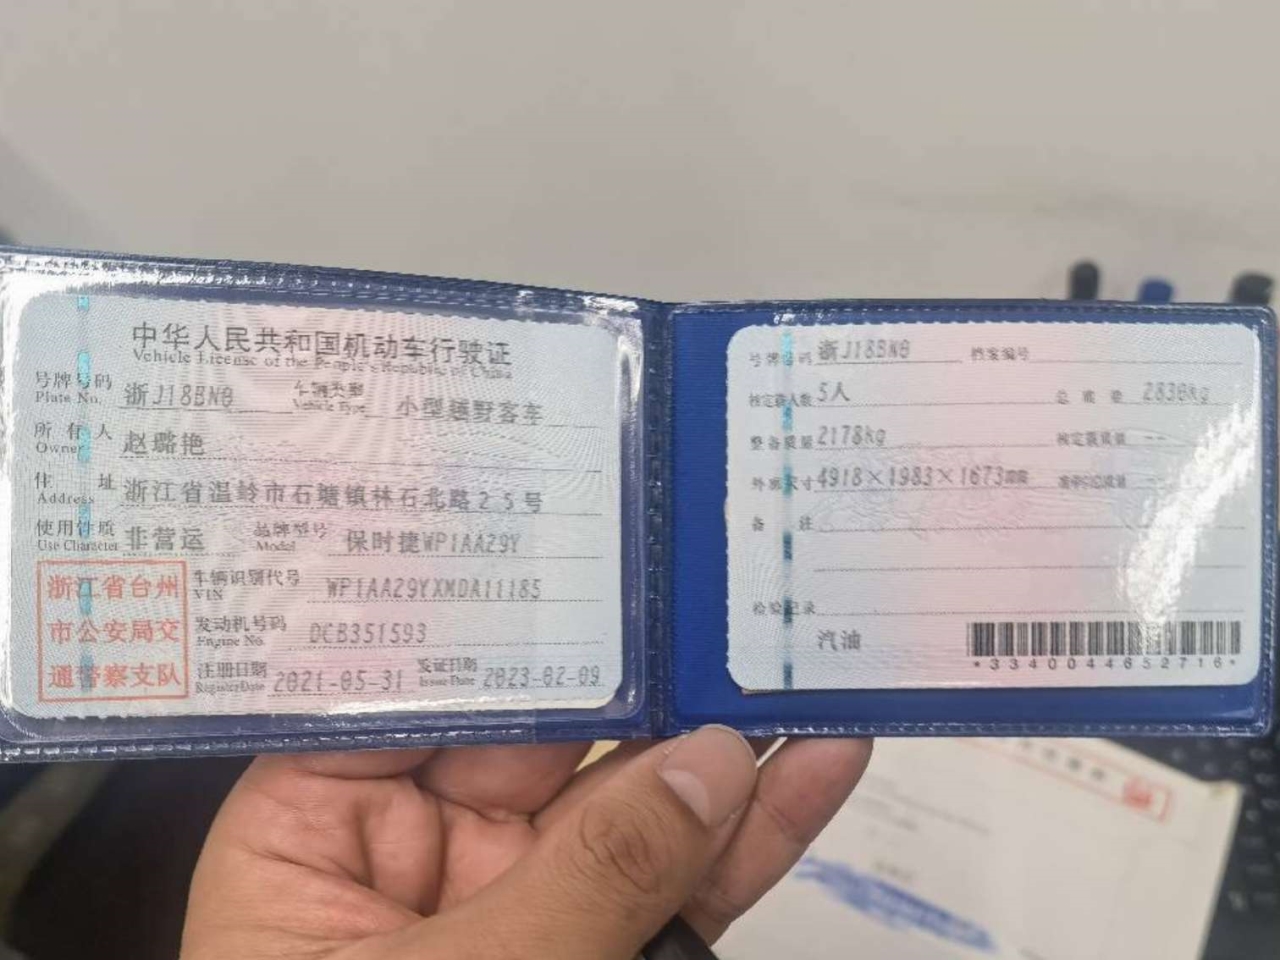 中华人民共和国机动车行驶证
Vehicle License of the People's Republic of China
号牌号码 Plate No. 浙J18BN0 车辆类型 Vehicle Type 小型越野客车
所有人 Owner 赵璐艳
住址 Address 浙江省温岭市石塘镇林石北路25号
使用性质 Use Character 非营运 品牌型号 Model 保时捷WP1AA29Y
车辆识别代号 VIN WP1AA29YXMDA11185
发动机号码 Engine No. DCB351593
注册日期 Register Date 2021-05-31 发证日期 Issue Date 2023-02-09
浙江省台州
市公安局交
通警察支队
号牌号码 浙J18BN0 档案编号
核定载人数 5人 总质量 2830kg
整备质量 2178kg 核定载质量 --
外廓尺寸 4918×1983×1673mm 准牵引总质量 --
备注
检验记录
汽油
*3340044652716*